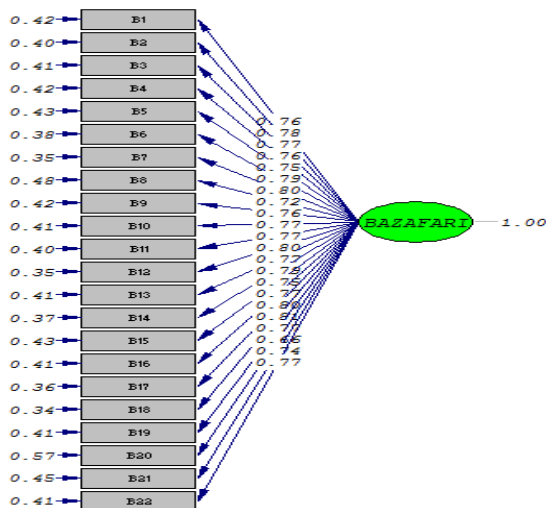 0.42 B1
0.40 B2
0.41 B3
0.42 B4
0.43 B5
0.38 B6
0.35 B7
0.48 B8
0.42 B9
0.41 B10
0.40 B11
0.35 B12
0.41 B13
0.37 B14
0.43 B15
0.41 B16
0.36 B17
0.34 B18
0.41 B19
0.57 B20
0.45 B21
0.41 B22
0.76
0.78
0.77
0.76
0.75
0.79
0.80
0.72
0.76
0.77
0.77
0.80
0.77
0.79
0.75
0.77
0.80
0.81
0.77
0.65
0.74
0.77
BAZAFARI 1.00